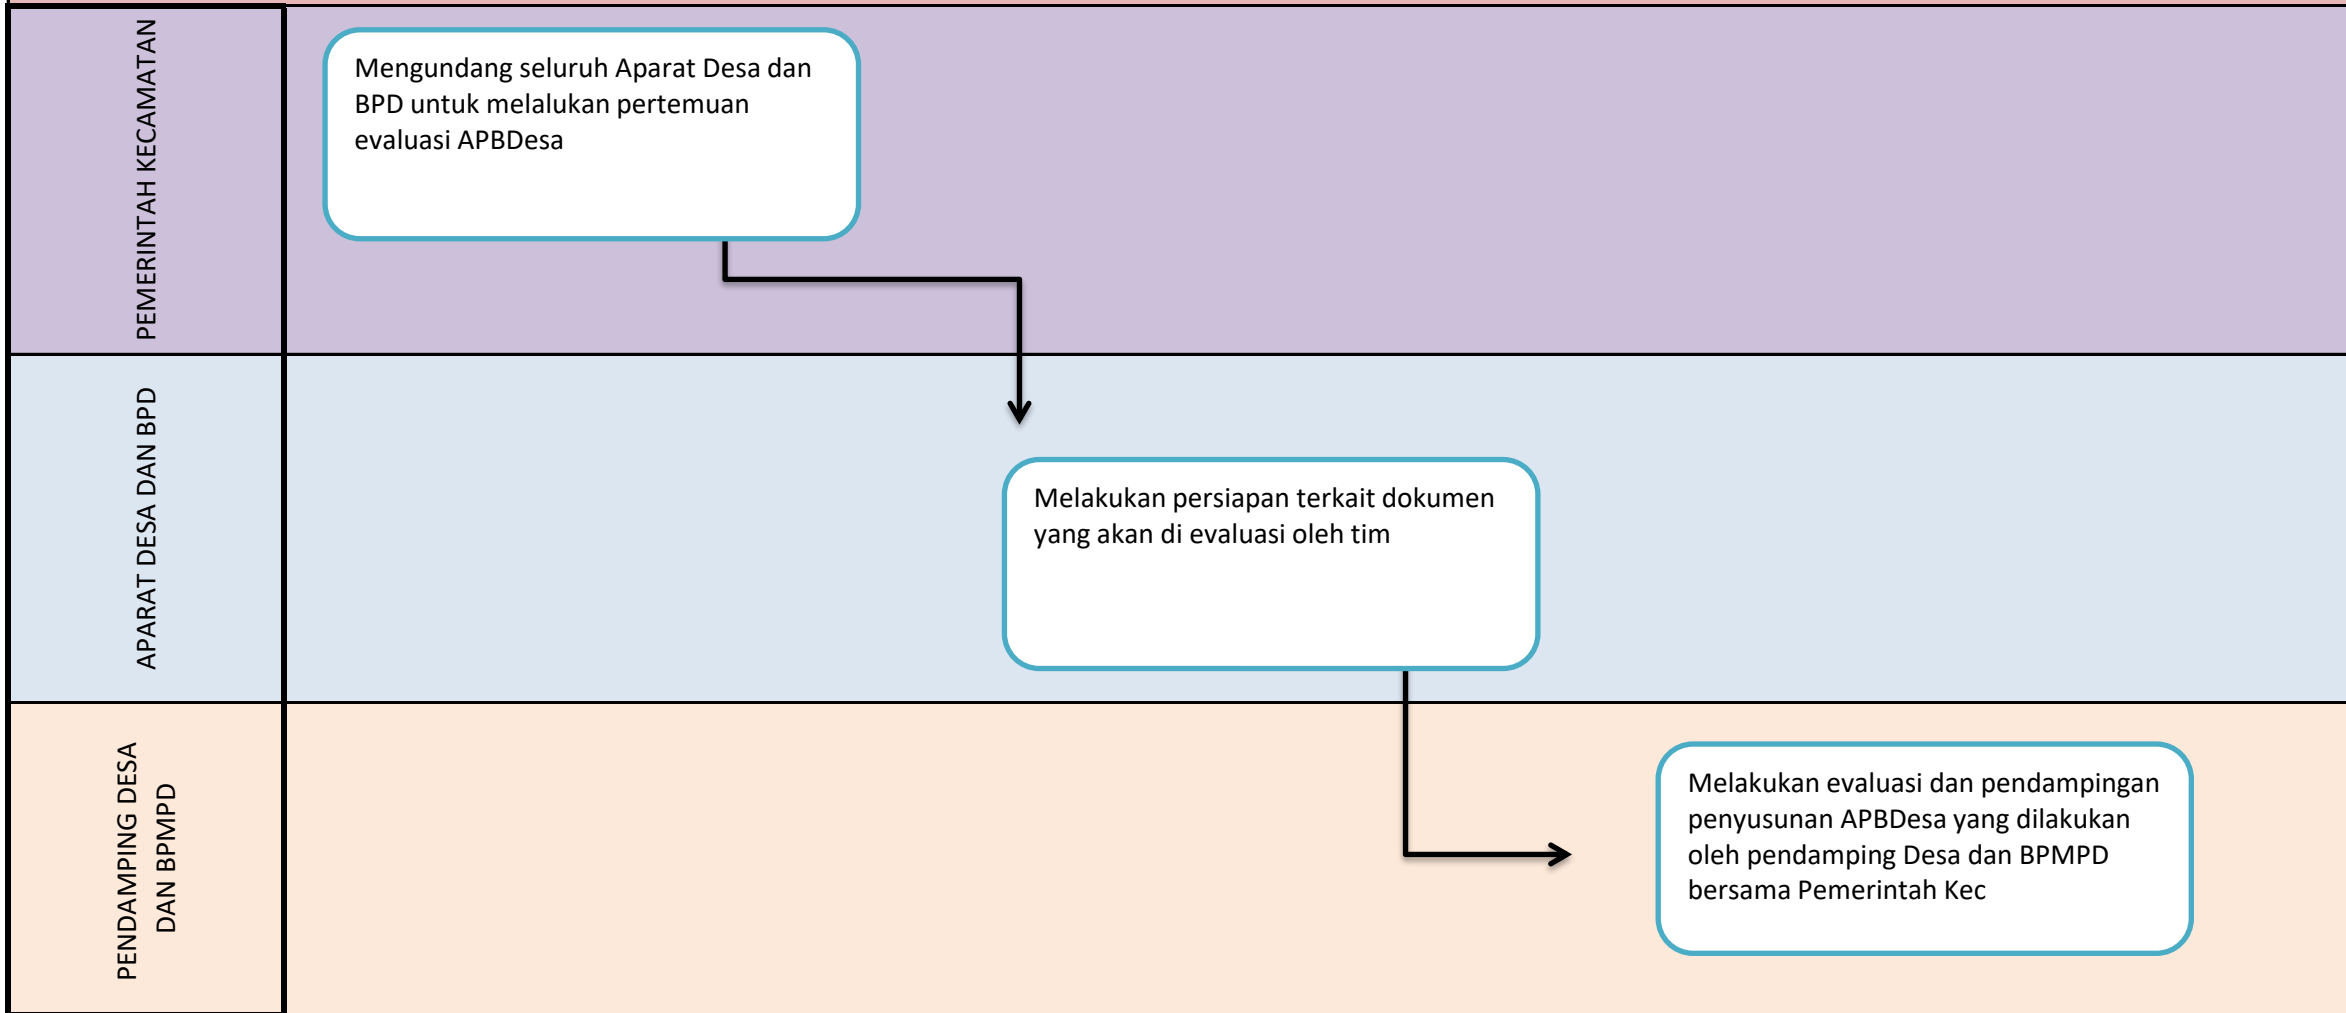 PEMERINTAH KECAMATAN
Mengundang seluruh Aparat Desa dan
BPD untuk melalukan pertemuan
evaluasi APBDesa
APARAT DESA DAN BPD
Melakukan persiapan terkait dokumen
yang akan di evaluasi oleh tim
PENDAMPING DESA
DAN BPMPD
Melakukan evaluasi dan pendampingan
penyusunan APBDesa yang dilakukan
oleh pendamping Desa dan BPMPD
bersama Pemerintah Kec